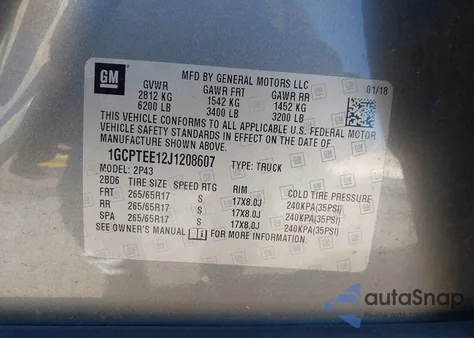 GM
MFD BY GENERAL MOTORS LLC
01/18
GVWR GAWR FRT GAWR RR
2812 KG 1542 KG 1452 KG
6200 LB 3400 LB 3200 LB
THIS VEHICLE CONFORMS TO ALL APPLICABLE U.S. FEDERAL MOTOR
VEHICLE SAFETY, BUMPER, AND THEFT PREVENTION STANDARDS IN EFFECT ON THE DATE OF
MANUFACTURE SHOWN ABOVE.
1GCPTEE12J1208607 TYPE: TRUCK
MODEL: 2P43
2BD6 TIRE SIZE SPEED RTG RIM COLD TIRE PRESSURE
FRT 265/65R17 S 17X8.0J 240KPA(35PSI)
RR 265/65R17 S 17X8.0J 240KPA(35PSI)
SPA 265/65R17 S 17X8.0J 240KPA(35PSI)
SEE OWNER'S MANUAL FOR MORE INFORMATION
autoSnap